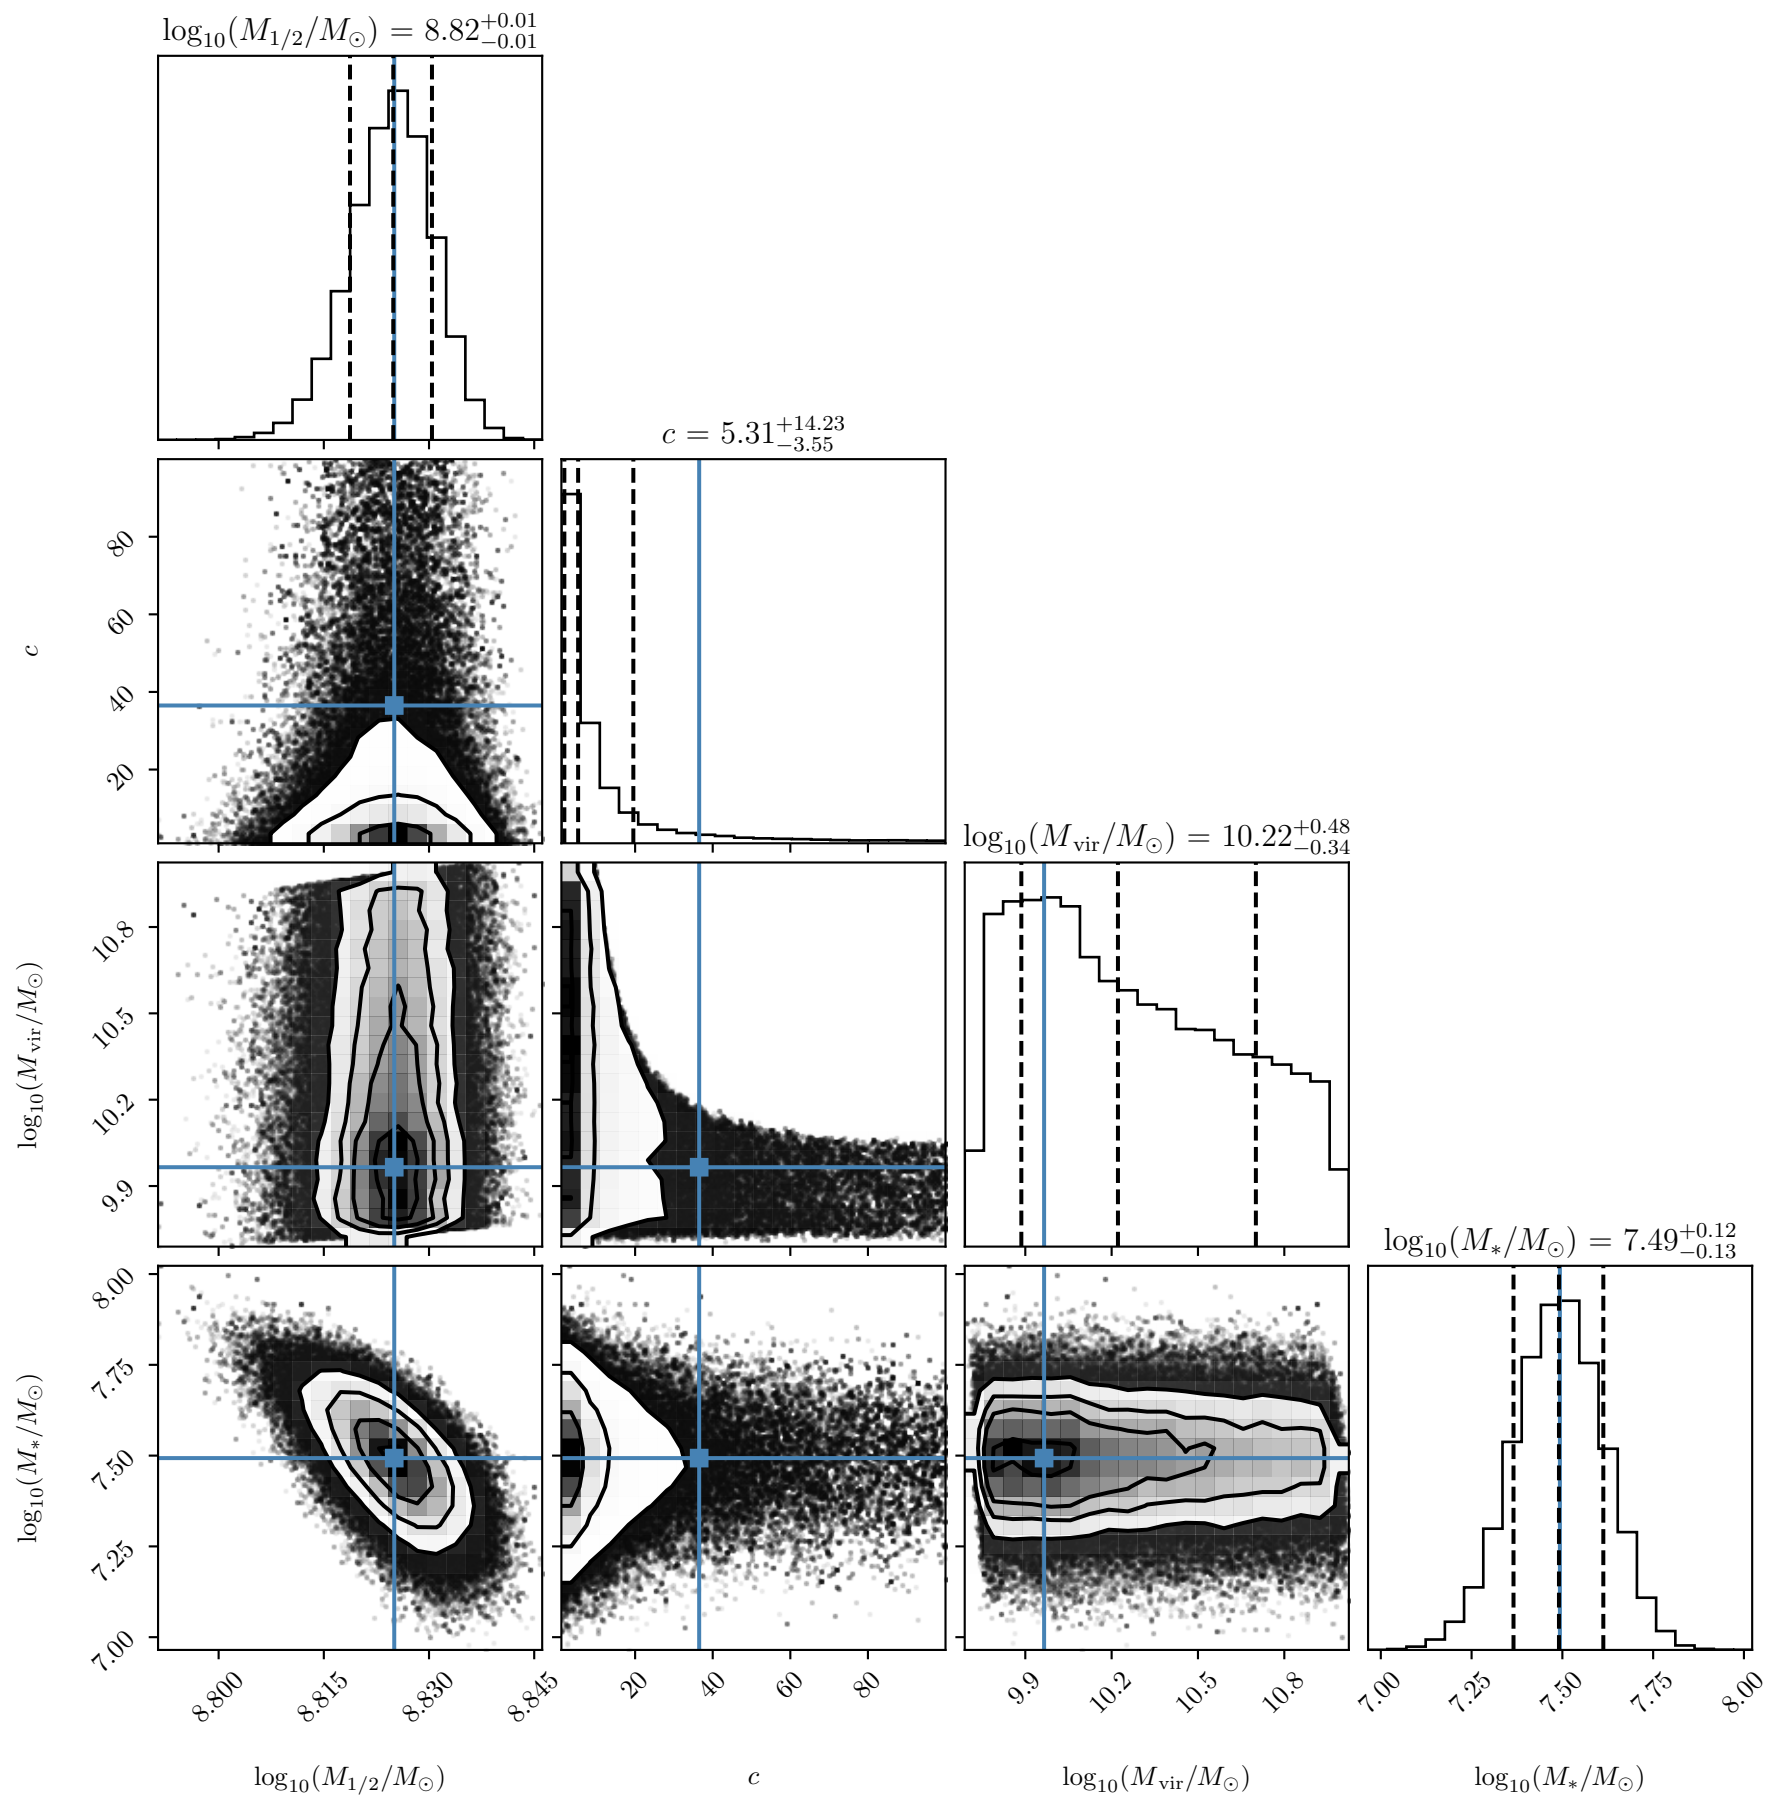 log₁₀(M₁/₂/M⊙) = 8.82⁺⁰·⁰¹₋₀.₀₁
c = 5.31⁺¹⁴·²³₋₃.₅₅
80
60
40
20
c
log₁₀(M_vir/M⊙) = 10.22⁺⁰·⁴⁸₋₀.₃₄
10.8
10.5
10.2
9.9
log₁₀(M_vir/M⊙)
log₁₀(M∗/M⊙) = 7.49⁺⁰·¹²₋₀.₁₃
8.00
7.75
7.50
7.25
7.00
log₁₀(M∗/M⊙)
8.800 8.815 8.830 8.845 20 40 60 80 9.9 10.2 10.5 10.8 7.00 7.25 7.50 7.75 8.00
log₁₀(M₁/₂/M⊙) c log₁₀(M_vir/M⊙) log₁₀(M∗/M⊙)